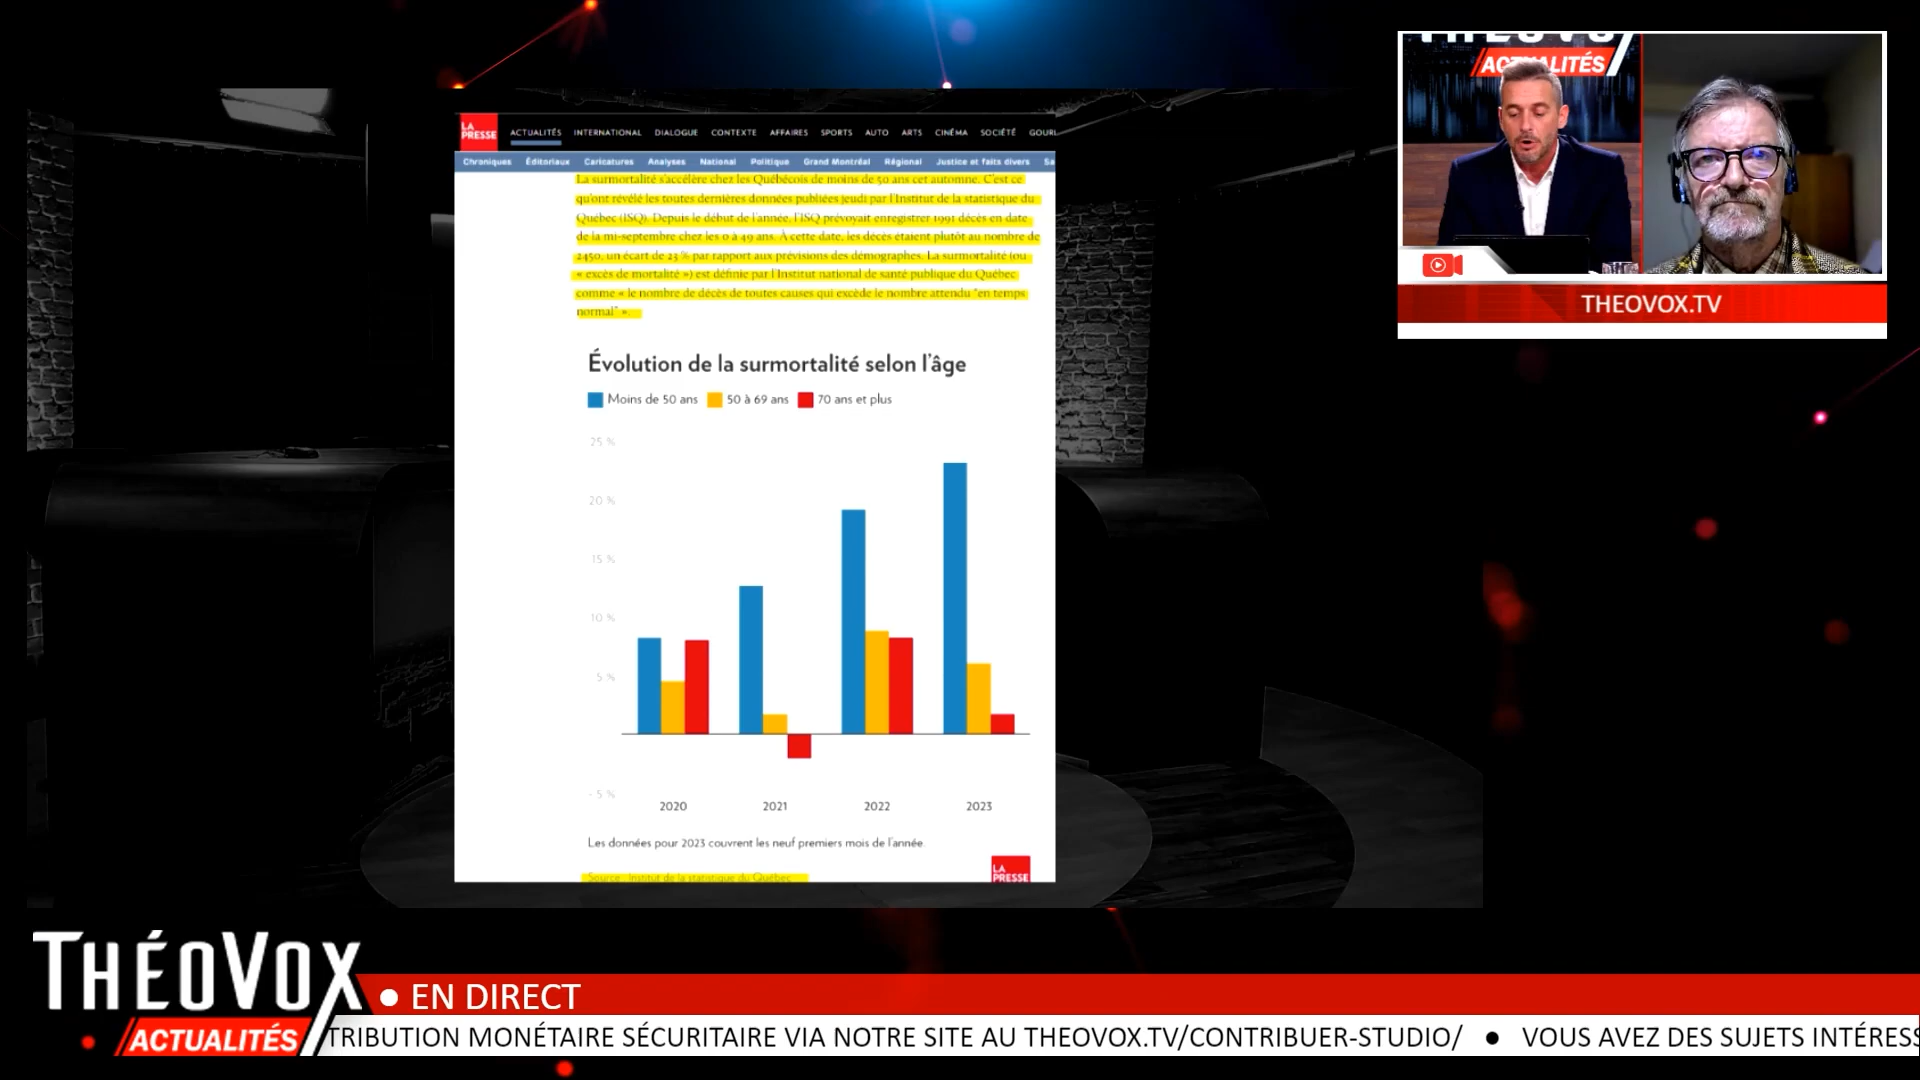 LA PRESSE
ACTUALITÉS INTERNATIONAL DIALOGUE CONTEXTE AFFAIRES SPORTS AUTO ARTS CINÉMA SOCIÉTÉ GOUR
Chroniques Éditoriaux Caricatures Analyses National Politique Grand Montréal Régional Justice et faits divers Sa
La surmortalité s'accélère chez les Québécois de moins de 50 ans cet automne. C'est ce
qu'ont révélé les toutes dernières données publiées jeudi par l'Institut de la statistique du
Québec (ISQ). Depuis le début de l'année, l'ISQ prévoyait enregistrer 1991 décès en date
de la mi-septembre chez les 0 à 49 ans. À cette date, les décès étaient plutôt au nombre de
2450, un écart de 23 % par rapport aux prévisions des démographes. La surmortalité (ou
« excès de mortalité ») est définie par l'Institut national de santé publique du Québec
comme « le nombre de décès de toutes causes qui excède le nombre attendu "en temps
normal" ».
Évolution de la surmortalité selon l'âge
Moins de 50 ans 50 à 69 ans 70 ans et plus
25 %
20 %
15 %
10 %
5 %
- 5 %
2020 2021 2022 2023
Les données pour 2023 couvrent les neuf premiers mois de l'année.
Source : Institut de la statistique du Québec
LA PRESSE
ACTUALITÉS
THEOVOX.TV
THÉOVOX
ACTUALITÉS
EN DIRECT
TRIBUTION MONÉTAIRE SÉCURITAIRE VIA NOTRE SITE AU THEOVOX.TV/CONTRIBUER-STUDIO/ ● VOUS AVEZ DES SUJETS INTÉRESS